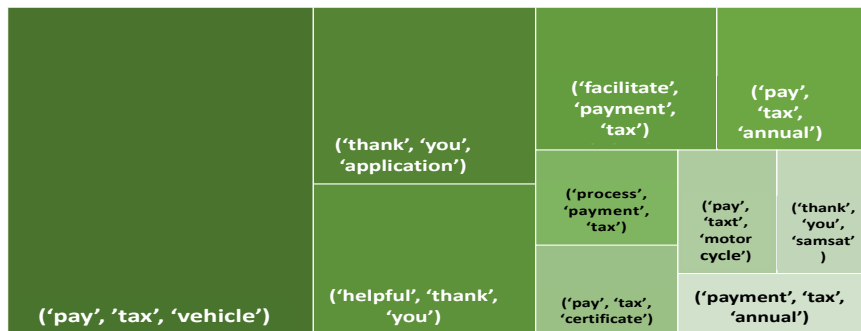 (‘pay’, ’tax’, ‘vehicle’)
(‘thank’, ‘you’,
‘application’)
(‘helpful’, ‘thank’,
‘you’)
(‘facilitate’,
‘payment’,
‘tax’)
(‘pay’,
‘tax’,
‘annual’)
(‘process’,
‘payment’,
‘tax’)
(‘pay’, ‘tax’,
‘certificate’)
(‘pay’,
‘taxt’,
‘motor
cycle’)
(‘thank’,
‘you’,
‘samsat’
)
(‘payment’, ‘tax’,
‘annual’)